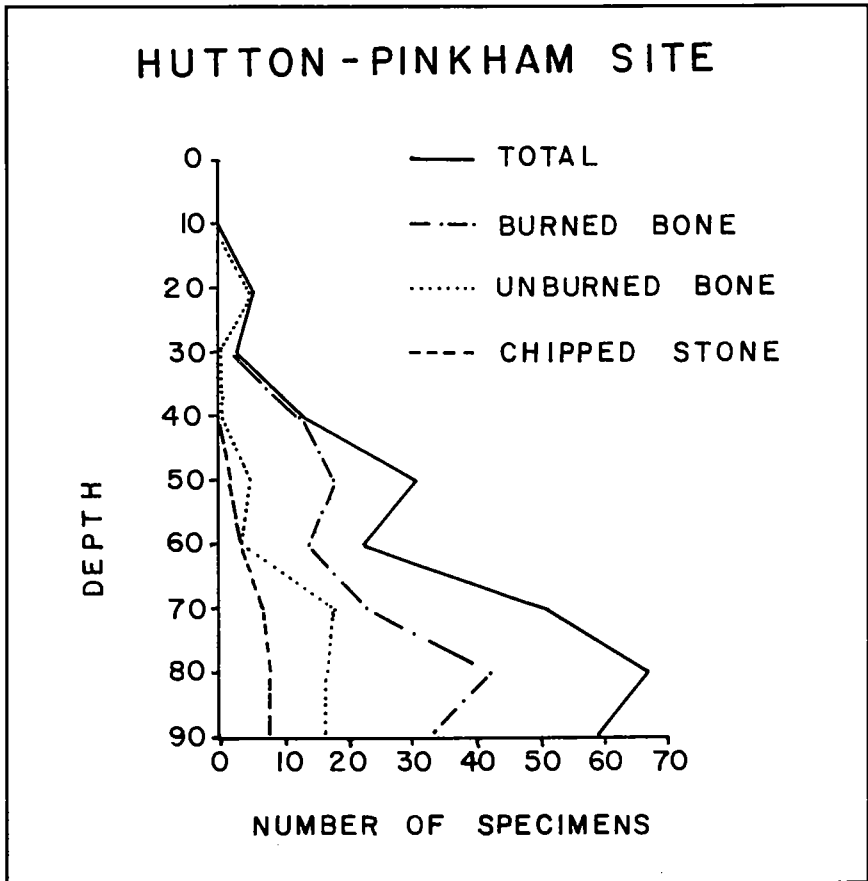 HUTTON-PINKHAM SITE
TOTAL
BURNED BONE
UNBURNED BONE
CHIPPED STONE
DEPTH
0
10
20
30
40
50
60
70
80
90
0 10 20 30 40 50 60 70
NUMBER OF SPECIMENS